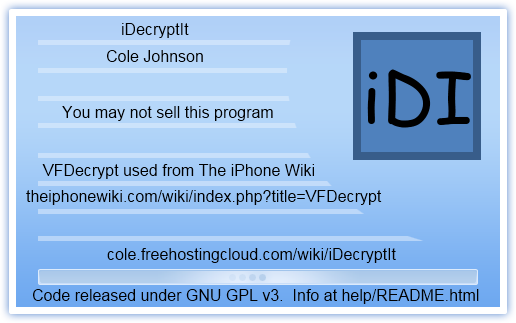 iDecryptIt
Cole Johnson
iDI
You may not sell this program
VFDecrypt used from The iPhone Wiki
theiphonewiki.com/wiki/index.php?title=VFDecrypt
cole.freehostingcloud.com/wiki/iDecryptIt
Code released under GNU GPL v3.  Info at help/README.html